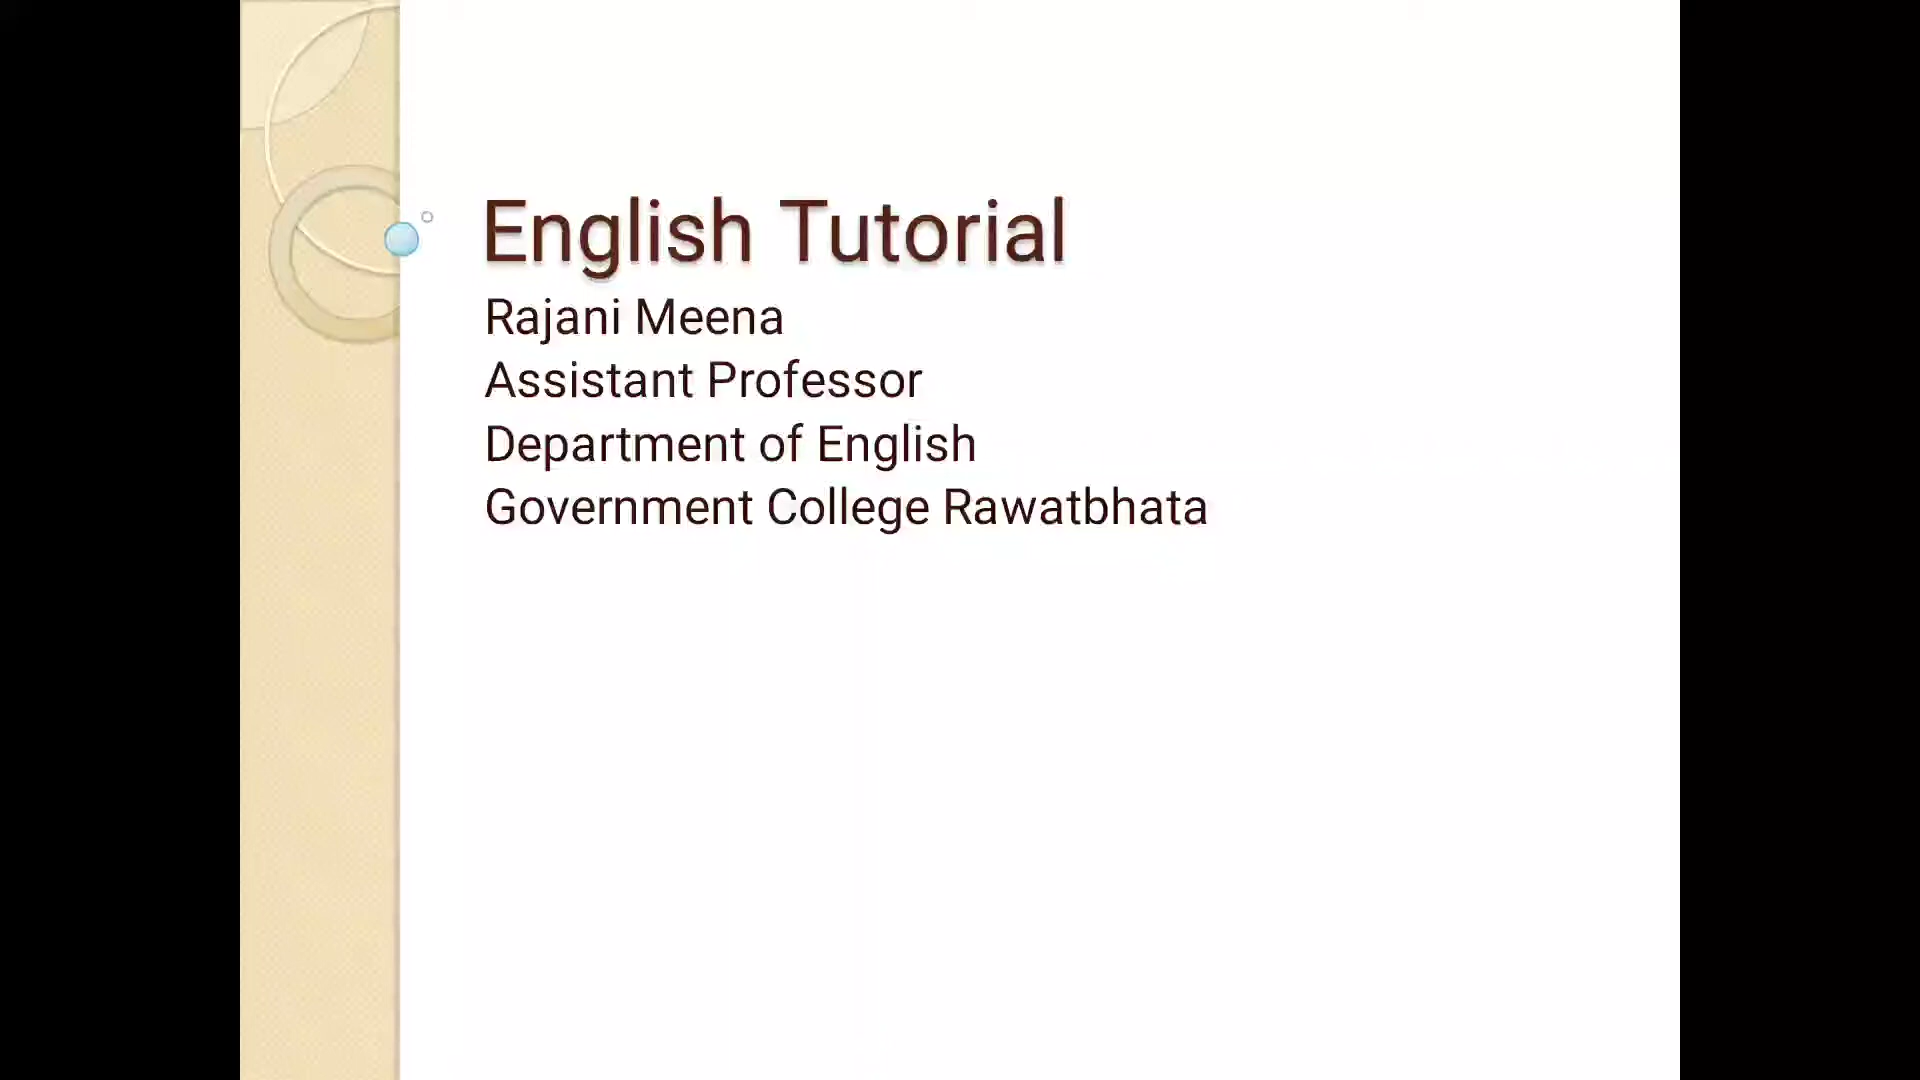 English Tutorial
Rajani Meena
Assistant Professor
Department of English
Government College Rawatbhata